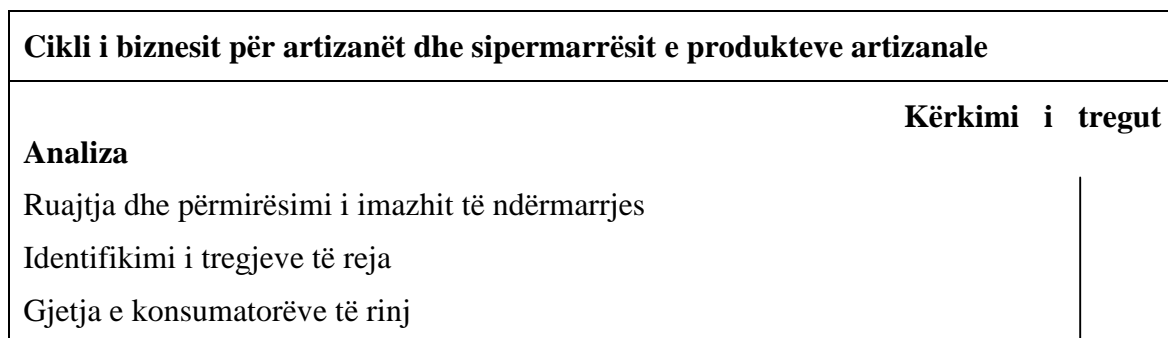 Cikli i biznesit për artizanët dhe sipermarrësit e produkteve artizanale
Kërkimi i tregut
Analiza
Ruajtja dhe përmirësimi i imazhit të ndërmarrjes
Identifikimi i tregjeve të reja
Gjetja e konsumatorëve të rinj